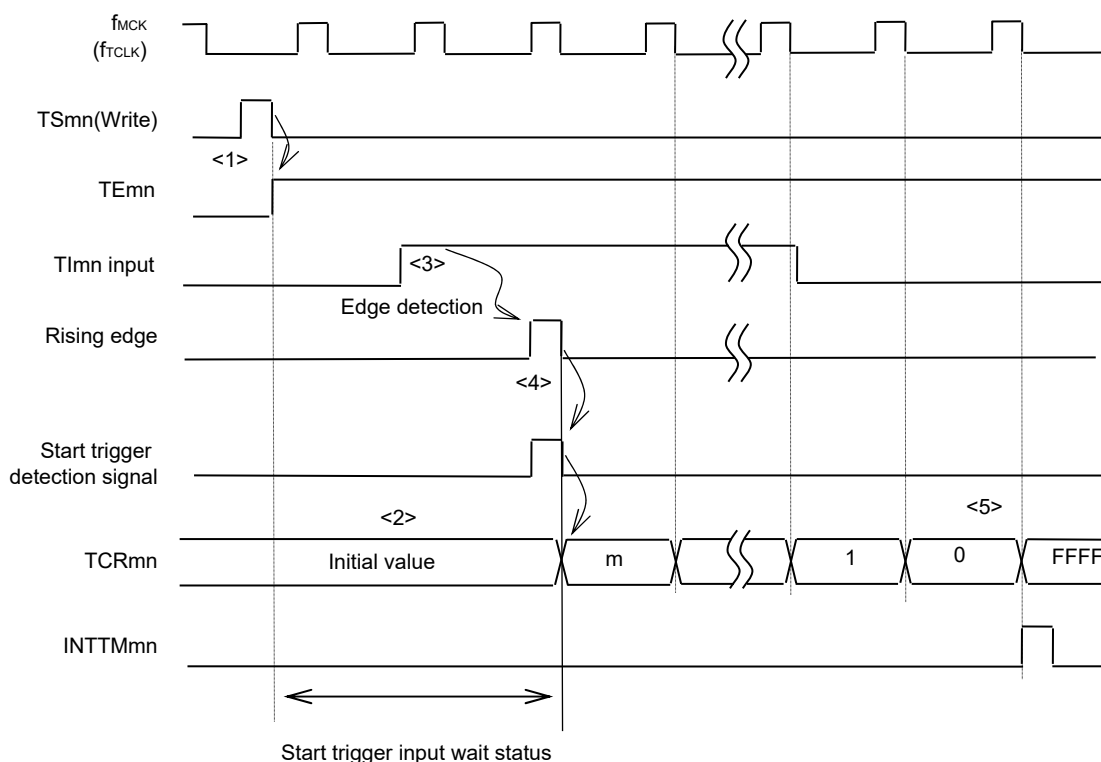 fMCK
(fTCLK)
TSmn(Write)
<1>
TEmn
TImn input
<3>
Edge detection
Rising edge
<4>
Start trigger
detection signal
<2>
<5>
TCRmn
Initial value
m
1
0
FFFF
INTTMmn
Start trigger input wait status